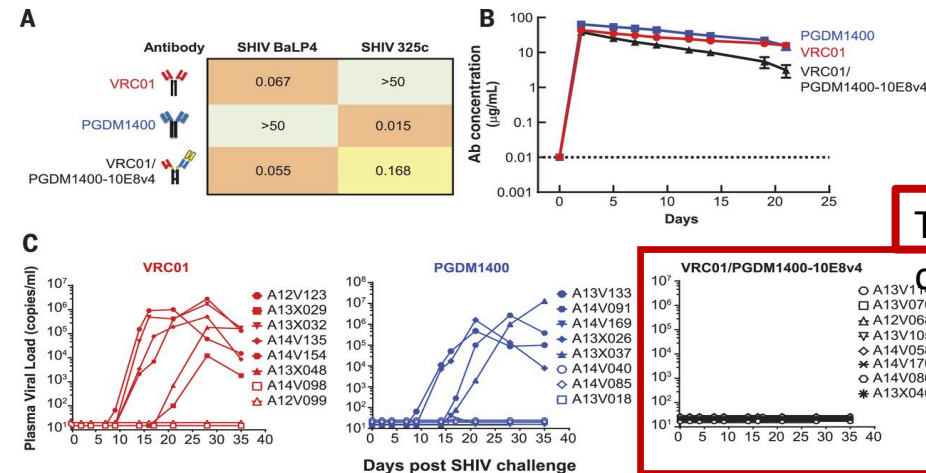 A
Antibody SHIV BaLP4 SHIV 325c
VRC01 0.067 >50
PGDM1400 >50 0.015
VRC01/
PGDM1400-10E8v4 0.055 0.168
B
Ab concentration
(μg/mL)
100
10
1
0.1
0.01
0.001
0 5 10 15 20 25
Days
PGDM1400
VRC01
VRC01/
PGDM1400-10E8v4
C
VRC01
Plasma Viral Load (copies/ml)
10⁷
10⁶
10⁵
10⁴
10³
10²
10¹
0 5 10 15 20 25 30 35 40
A12V123
A13X029
A13X032
A14V135
A14V154
A13X048
A14V098
A12V099
PGDM1400
10⁸
10⁷
10⁶
10⁵
10⁴
10³
10²
10¹
0 5 10 15 20 25 30 35 40
A13V133
A14V091
A14V169
A13X026
A13X037
A14V040
A14V085
A13V018
Days post SHIV challenge
T
VRC01/PGDM1400-10E8v4
10⁷
10⁶
10⁵
10⁴
10³
10²
10¹
0 5 10 15 20 25 30 35 40